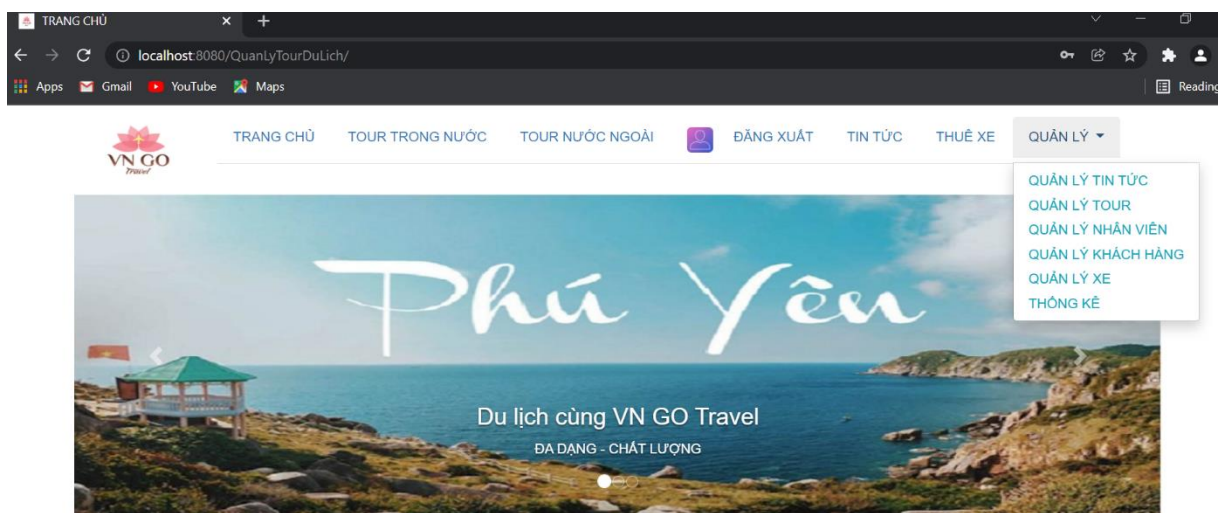 TRANG CHỦ
localhost:8080/QuanLyTourDuLich/
Apps Gmail YouTube Maps Reading
VN GO
Travel
TRANG CHỦ TOUR TRONG NƯỚC TOUR NƯỚC NGOÀI ĐĂNG XUẤT TIN TỨC THUÊ XE QUẢN LÝ
QUẢN LÝ TIN TỨC
QUẢN LÝ TOUR
QUẢN LÝ NHÂN VIÊN
QUẢN LÝ KHÁCH HÀNG
QUẢN LÝ XE
THỐNG KÊ
Phú Yên
Du lịch cùng VN GO Travel
ĐA DẠNG - CHẤT LƯỢNG